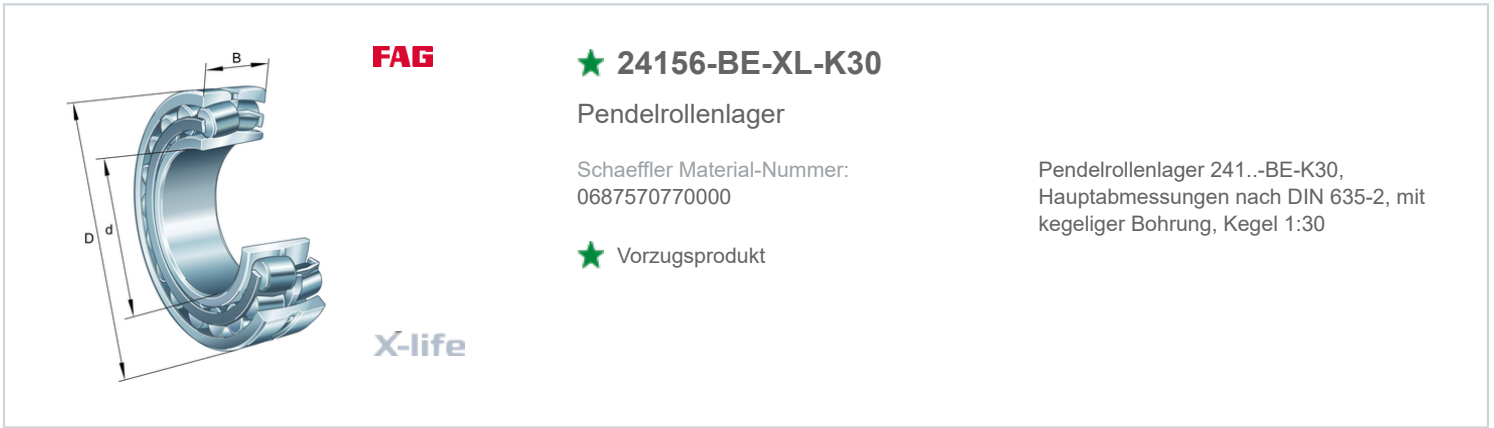 B
D
d
FAG
X-life
24156-BE-XL-K30
Pendelrollenlager
Schaeffler Material-Nummer:
0687570770000
Vorzugsprodukt
Pendelrollenlager 241..-BE-K30,
Hauptabmessungen nach DIN 635-2, mit
kegeliger Bohrung, Kegel 1:30